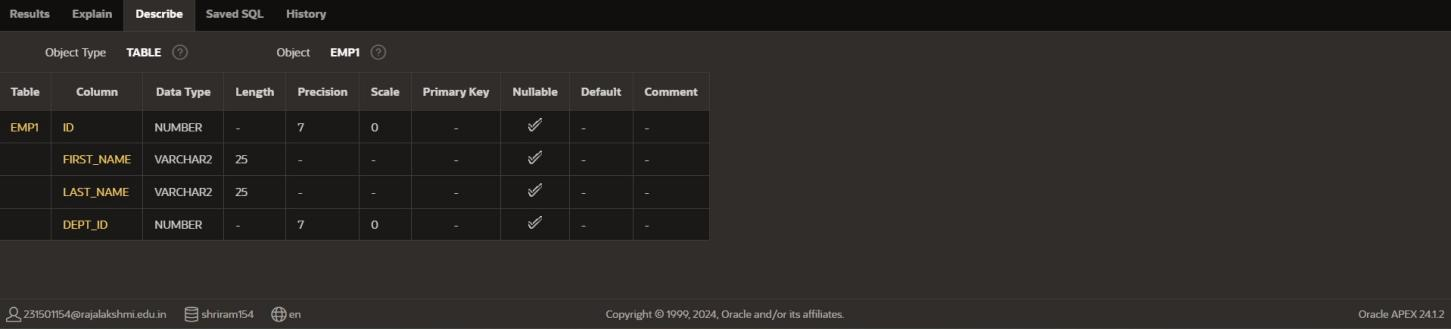 Results Explain Describe Saved SQL History
Object Type TABLE ? Object EMP1 ?
Table Column Data Type Length Precision Scale Primary Key Nullable Default Comment
EMP1 ID NUMBER - 7 0 - - -
FIRST_NAME VARCHAR2 25 - - - - -
LAST_NAME VARCHAR2 25 - - - - -
DEPT_ID NUMBER - 7 0 - - -
231501154@rajalakshmi.edu.in shriram154 en Copyright © 1999, 2024, Oracle and/or its affiliates. Oracle APEX 24.1.2